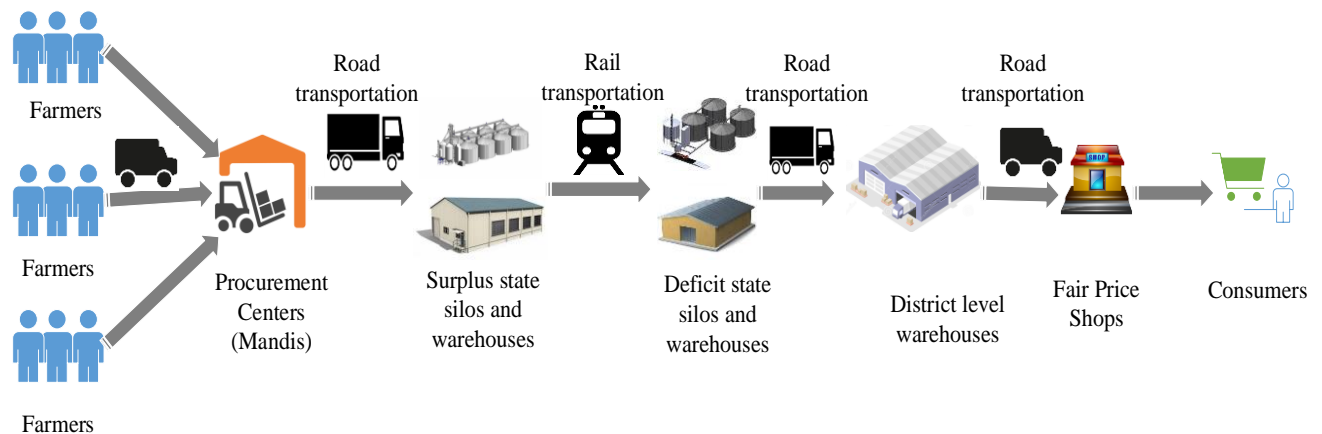 Farmers
Farmers
Farmers
Procurement
Centers
(Mandis)
Road
transportation
Surplus state
silos and
warehouses
Rail
transportation
Deficit state
silos and
warehouses
Road
transportation
District level
warehouses
Road
transportation
SHOP
Fair Price
Shops
Consumers